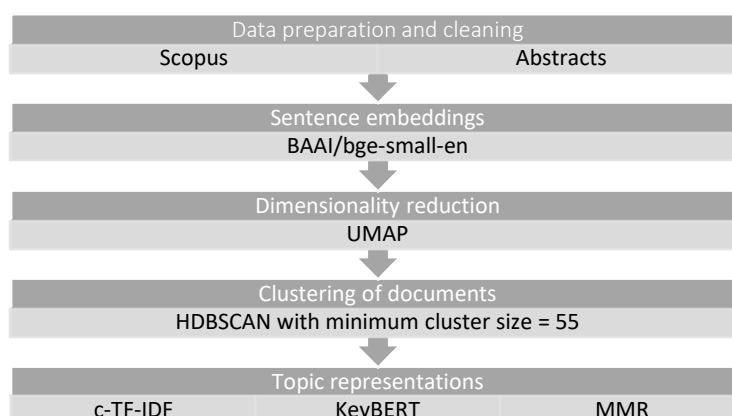 Data preparation and cleaning
Scopus Abstracts
Sentence embeddings
BAAI/bge-small-en
Dimensionality reduction
UMAP
Clustering of documents
HDBSCAN with minimum cluster size = 55
Topic representations
c-TF-IDF KeyBERT MMR